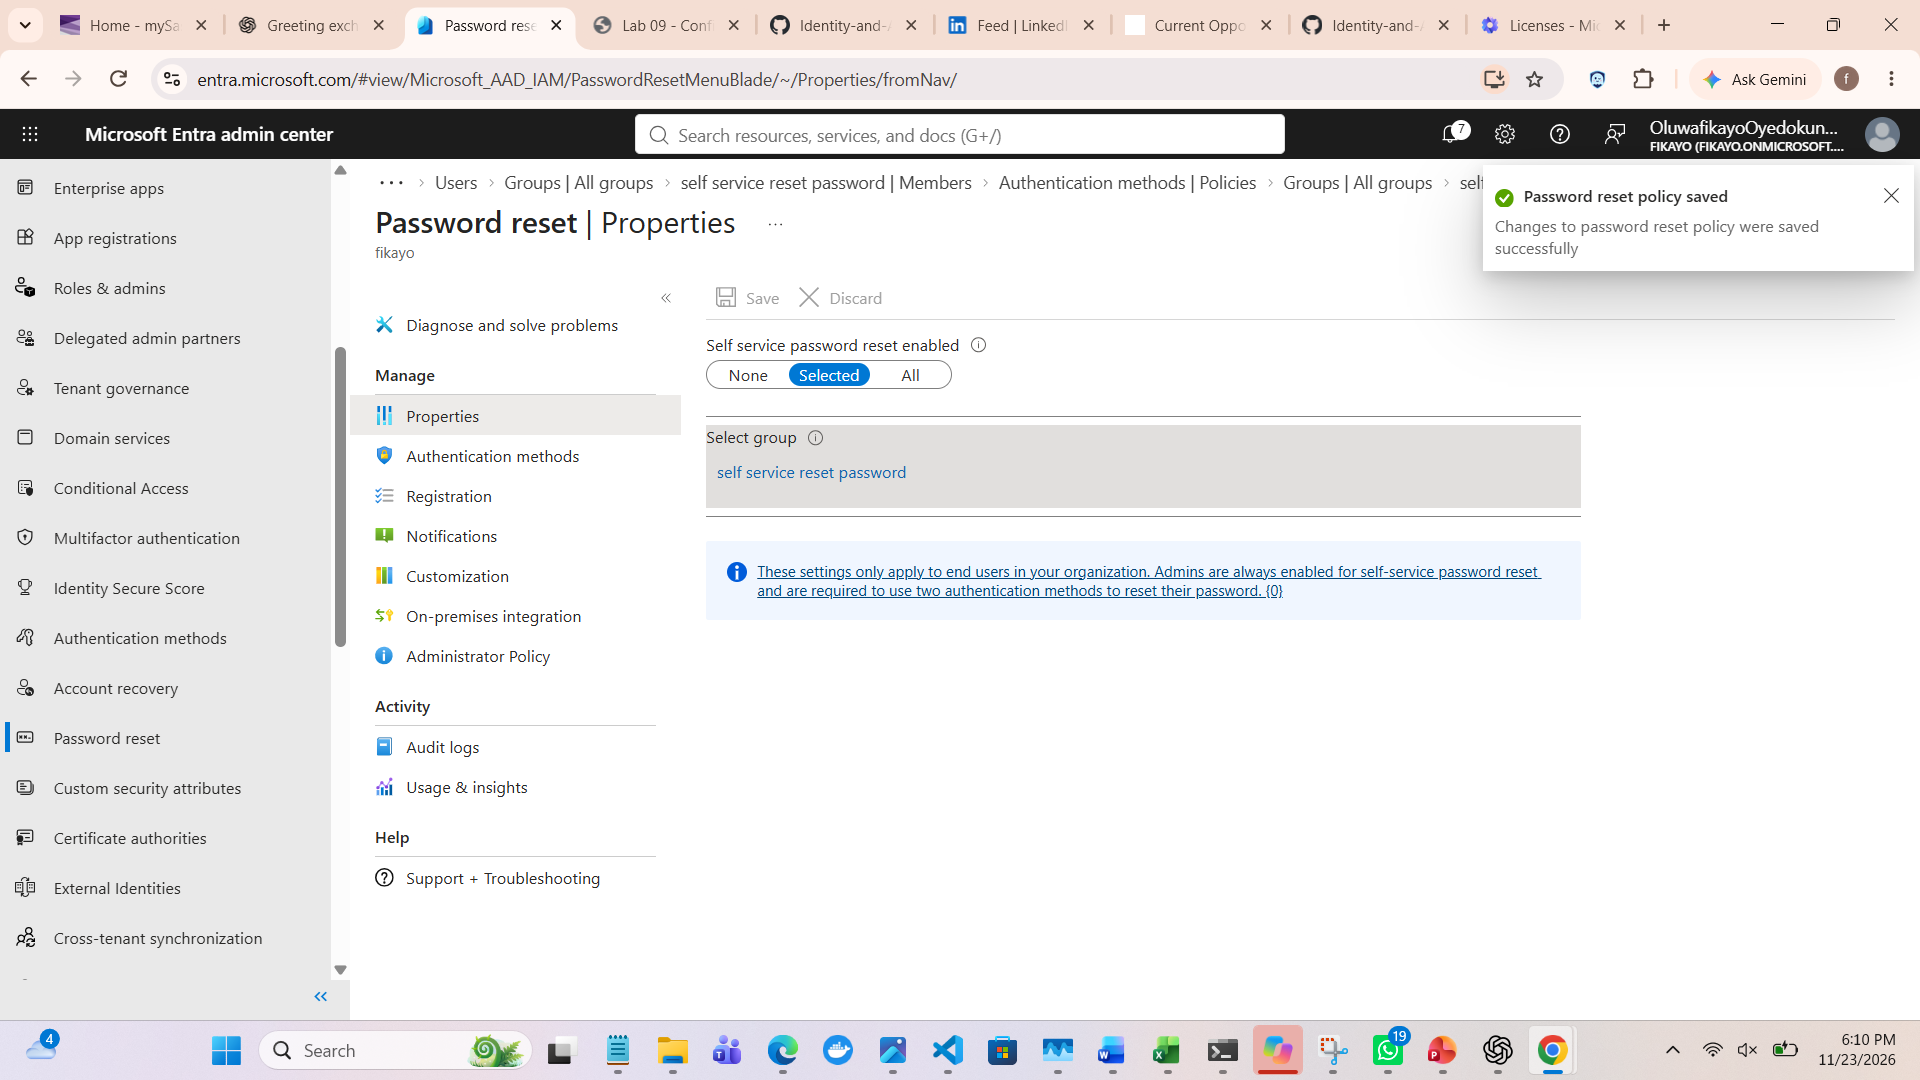 Home - mySa
Greeting exch
Password rese
Lab 09 - Confi
Identity-and-A
Feed | LinkedI
Current Oppo
Identity-and-A
Licenses - Mic
entra.microsoft.com/#view/Microsoft_AAD_IAM/PasswordResetMenuBlade/~/Properties/fromNav/
Ask Gemini
f
Microsoft Entra admin center
Search resources, services, and docs (G+/)
7
OluwafikayoOyedokun...
FIKAYO (FIKAYO.ONMICROSOFT....
Enterprise apps
App registrations
Roles & admins
Delegated admin partners
Tenant governance
Domain services
Conditional Access
Multifactor authentication
Identity Secure Score
Authentication methods
Account recovery
Password reset
Custom security attributes
Certificate authorities
External Identities
Cross-tenant synchronization
... > Users > Groups | All groups > self service reset password | Members > Authentication methods | Policies > Groups | All groups > self
Password reset | Properties ...
fikayo
Password reset policy saved
Changes to password reset policy were saved
successfully
Diagnose and solve problems
Manage
Properties
Authentication methods
Registration
Notifications
Customization
On-premises integration
Administrator Policy
Activity
Audit logs
Usage & insights
Help
Support + Troubleshooting
Save
Discard
Self service password reset enabled
None Selected All
Select group
self service reset password
These settings only apply to end users in your organization. Admins are always enabled for self-service password reset
and are required to use two authentication methods to reset their password. {0}
4
Search
19
6:10 PM
11/23/2026